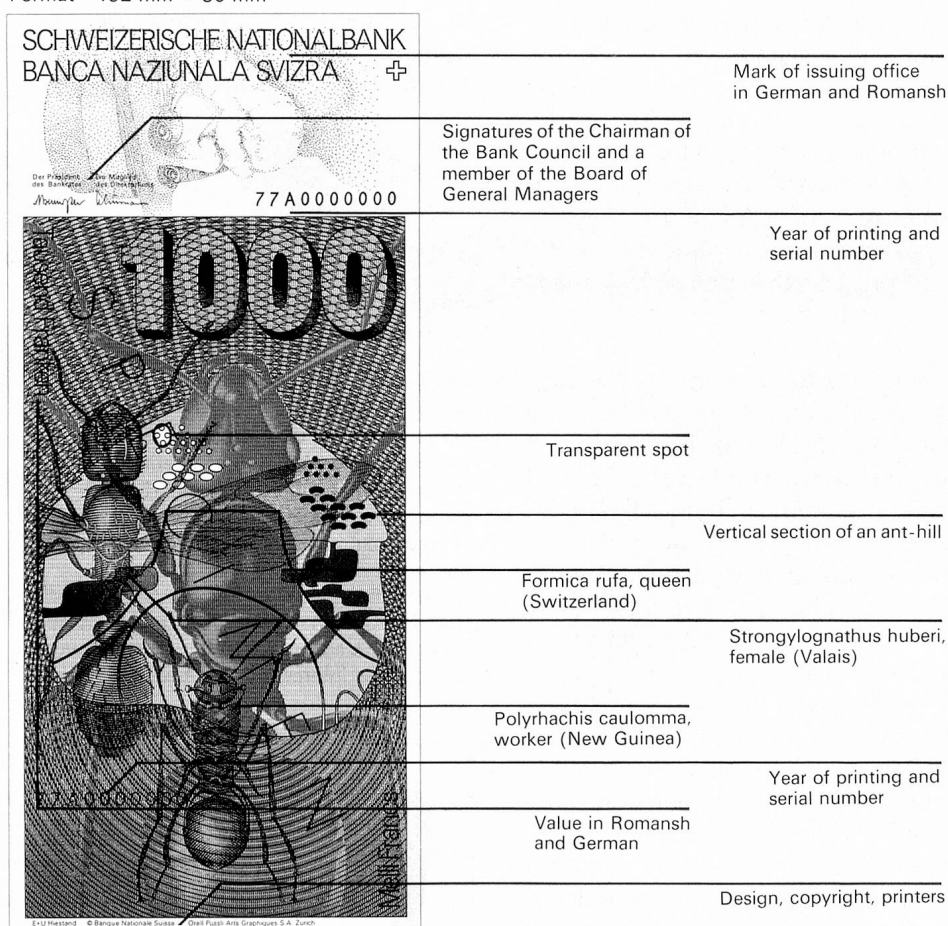 SCHWEIZERISCHE NATIONALBANK
BANCA NAZIUNALA SVIZRA
Mark of issuing office
in German and Romansh
Signatures of the Chairman of
the Bank Council and a
member of the Board of
General Managers
Der Präsident Ein Mitglied
des Bankrates des Direktoriums
77A0000000
Year of printing and
serial number
1000
Transparent spot
Vertical section of an ant-hill
Formica rufa, queen
(Switzerland)
Strongylognathus huberi,
female (Valais)
Polyrhachis caulomma,
worker (New Guinea)
Year of printing and
serial number
Value in Romansh
and German
Milli Francs
Design, copyright, printers
E+U Hiestand © Banque Nationale Suisse Orell Füssli Arts Graphiques S.A. Zurich